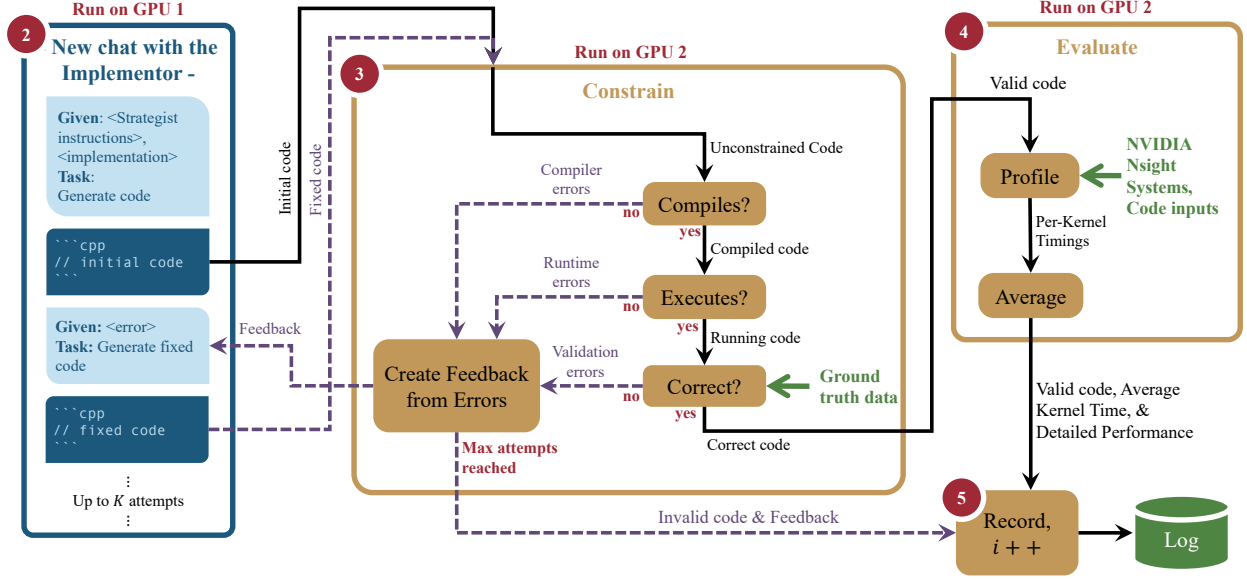 Run on GPU 1
2
New chat with the
Implementor -
Given: <Strategist
instructions>,
<implementation>
Task:
Generate code
```cpp
// initial code
```
Given: <error>
Task: Generate fixed
code
```cpp
// fixed code
```
⋮
Up to K attempts
⋮
Initial code
Fixed code
Feedback
Run on GPU 2
3
Constrain
Unconstrained Code
Compiler
errors
Compiles?
no
yes
Compiled code
Runtime
errors
Executes?
no
yes
Running code
Validation
errors
Correct?
no
yes
Ground
truth data
Correct code
Create Feedback
from Errors
Max attempts
reached
Invalid code & Feedback
Run on GPU 2
4
Evaluate
Valid code
Profile
NVIDIA
Nsight
Systems,
Code inputs
Per-Kernel
Timings
Average
Valid code, Average
Kernel Time, &
Detailed Performance
5
Record,
i + +
Log